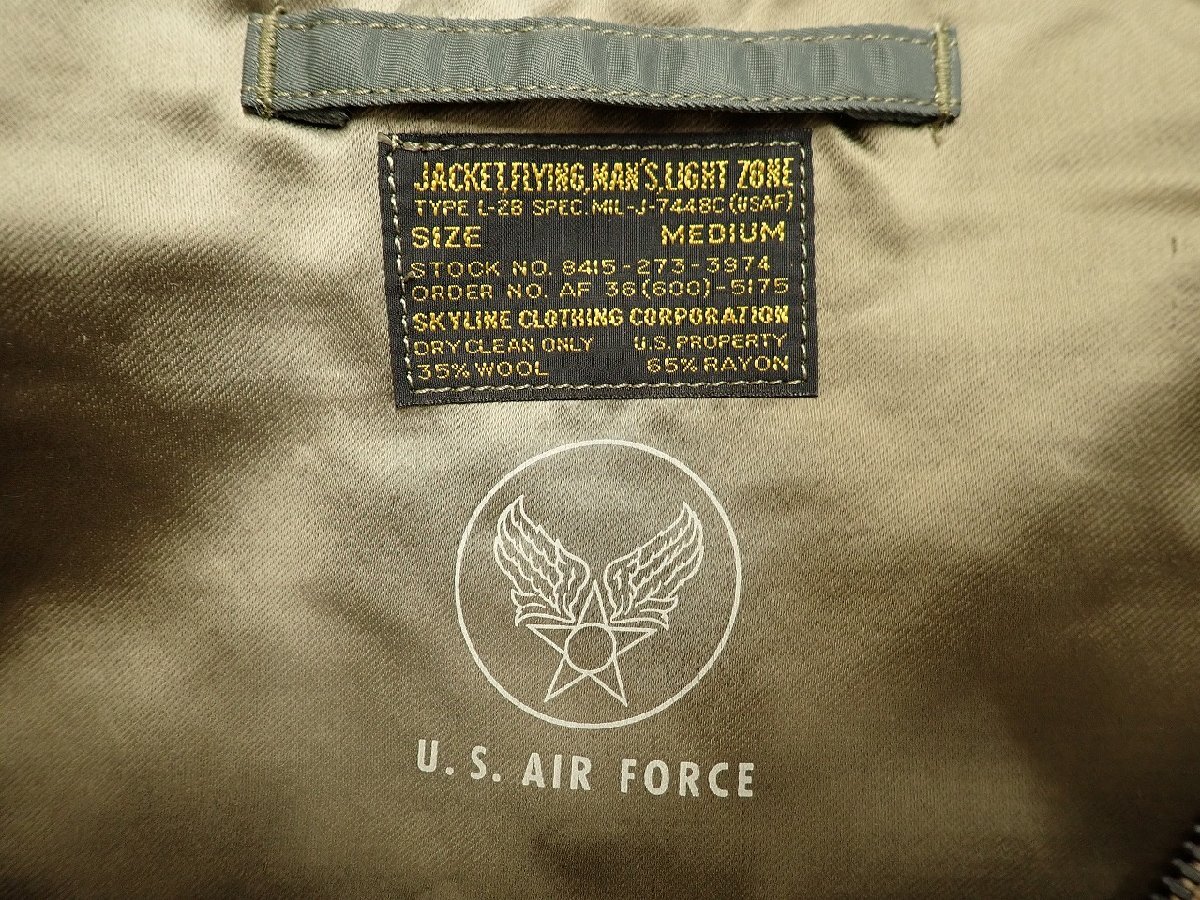 JACKET,FLYING,MAN'S,LIGHT ZONE
TYPE L-2B SPEC.MIL-J-7448C(USAF)
SIZE MEDIUM
STOCK NO. 8415-273-3974
ORDER NO. AF 36(600)-5175
SKYLINE CLOTHING CORPORATION
DRY CLEAN ONLY U.S. PROPERTY
35% WOOL 65% RAYON
U.S. AIR FORCE